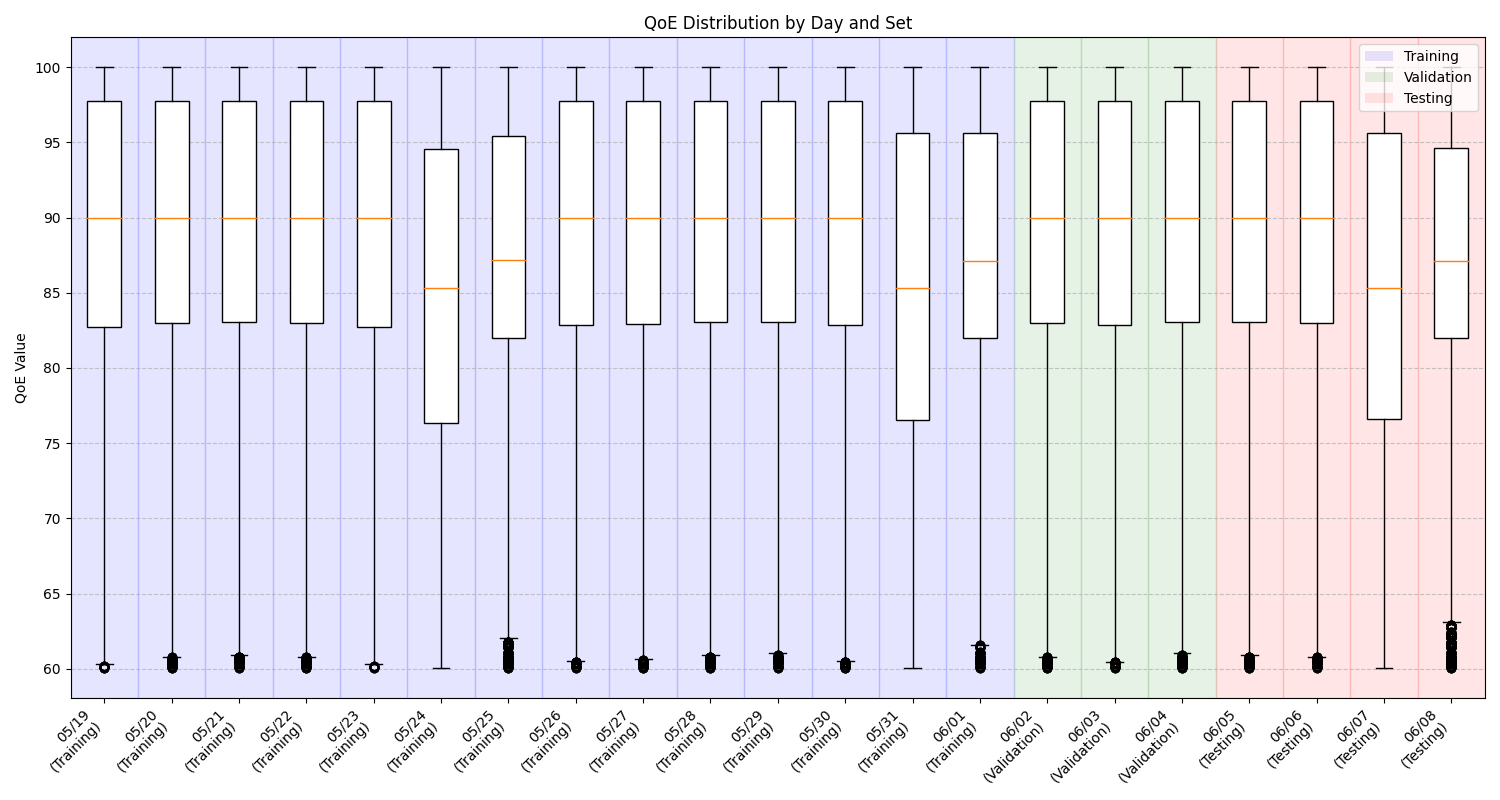 QoE Distribution by Day and Set
Training
Validation
Testing
QoE Value
100
95
90
85
80
75
70
65
60
05/19
(Training)
05/20
(Training)
05/21
(Training)
05/22
(Training)
05/23
(Training)
05/24
(Training)
05/25
(Training)
05/26
(Training)
05/27
(Training)
05/28
(Training)
05/29
(Training)
05/30
(Training)
05/31
(Training)
06/01
(Training)
06/02
(Validation)
06/03
(Validation)
06/04
(Validation)
06/05
(Testing)
06/06
(Testing)
06/07
(Testing)
06/08
(Testing)